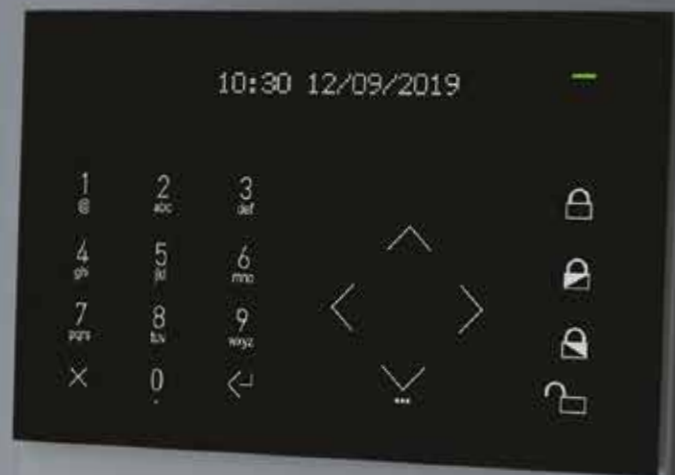 10:30 12/09/2019
1 2 3
@ abc def
4 5 6
ghi jkl mno
7 8 9
pqrs tuv wxyz
0